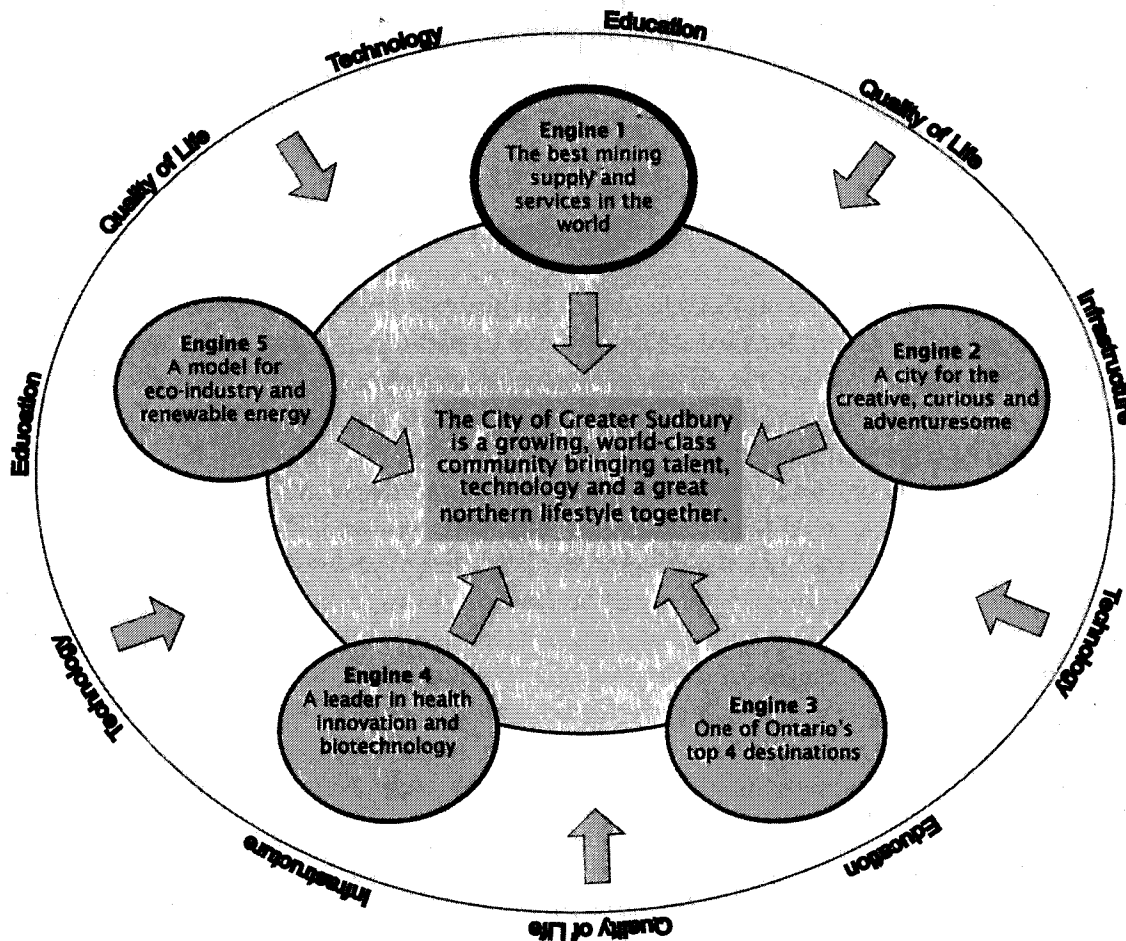 Technology
Education
Quality of Life
Quality of Life
Infrastructure
Education
Engine 1
The best mining
supply and
services in the
world
Engine 5
A model for
eco-industry and
renewable energy
Engine 2
A city for the
creative, curious and
adventuresome
The City of Greater Sudbury
is a growing, world-class
community bringing talent,
technology and a great
northern lifestyle together.
Engine 4
A leader in health
innovation and
biotechnology
Engine 3
One of Ontario's
top 4 destinations
Technology
Technology
Infrastructure
Education
Quality of Life